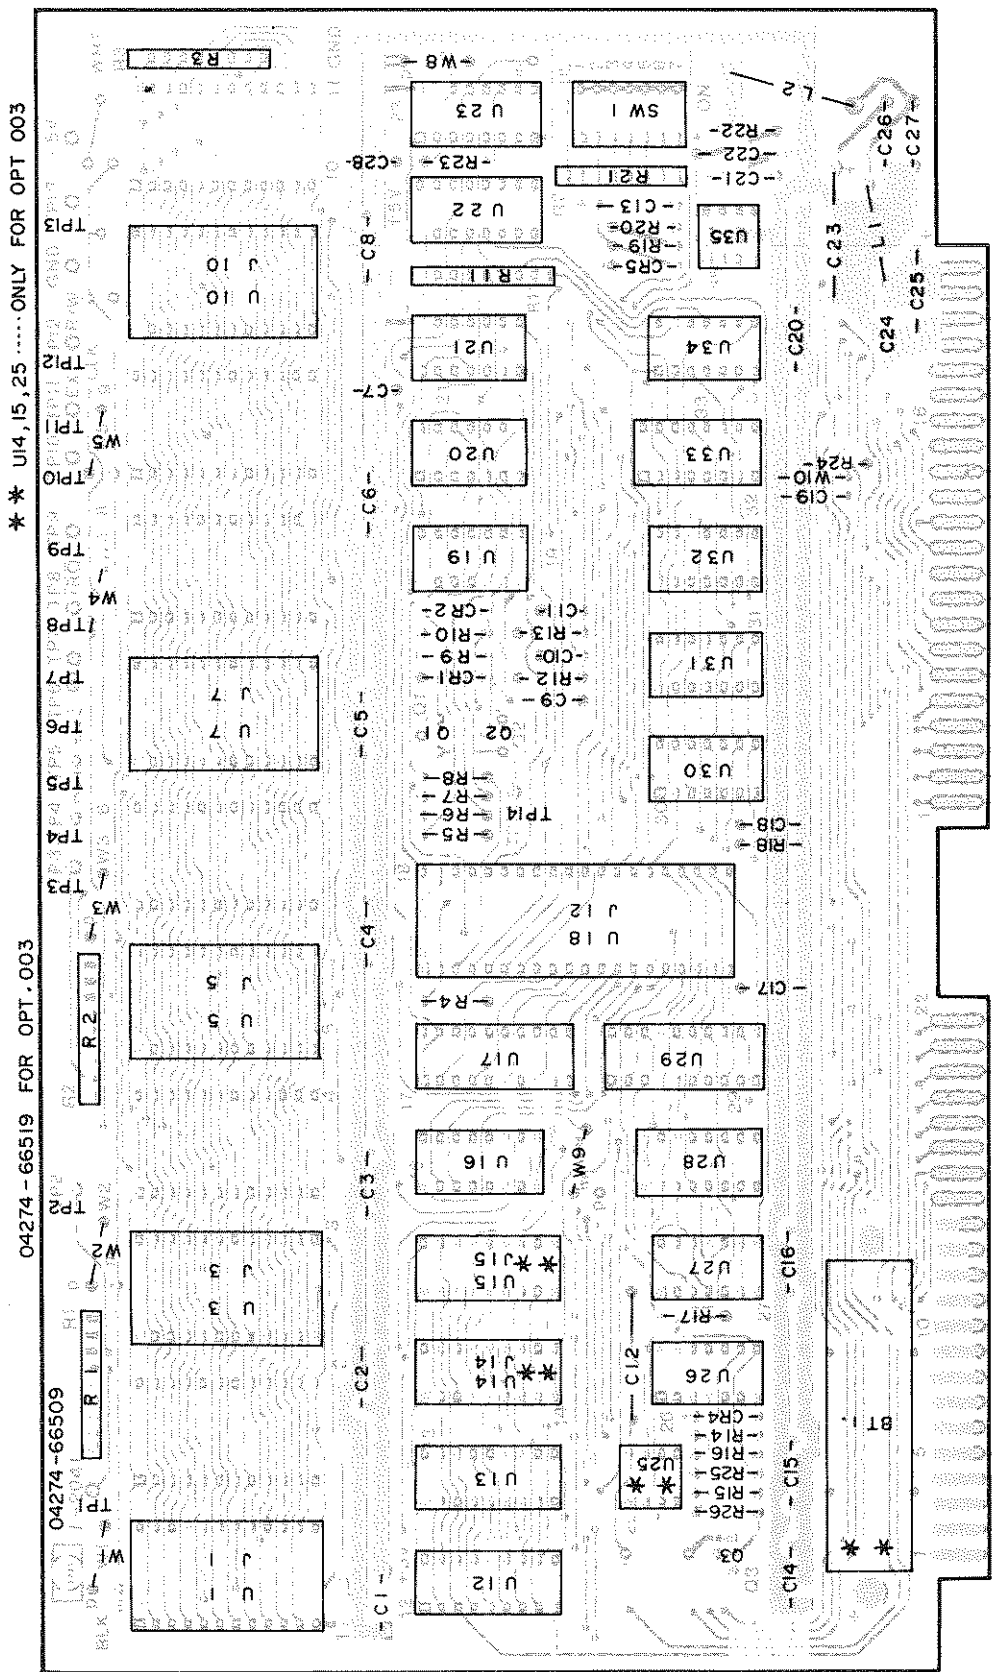 ** U14,15,25 ····· ONLY FOR OPT 003
04274-66519 FOR OPT.003
04274-66509
R3
TP13
TP12
TP11
W5
TP10
TP9
W4
TP8
TP7
TP6
TP5
TP4
TP3
W3
R2
TP2
W2
R1
TP1
W1
U10
J10
U7
J7
U5
J5
U3
J3
U1
J1
C28-
-C8-
-C7-
-C6-
-C5-
-C4-
-C3-
-C2-
-C1-
-W8-
U23
-R23-
U22
R11
U21
U20
U19
-CR2-
-R10-
-R9-
-CR1-
Q1
Q2
-R8-
-R7-
-R6-
-R5-
TP14
-C11-
-R13-
-C10-
-R12-
-C9-
U18
J12
-R4-
U17
U16
-W9-
U15
J15
**
U14
J14
**
U13
U12
SW1
R21
-C13-
-R20-
-R19-
-CR5-
-R22-
-C22-
-C21-
U35
U34
U33
U32
U31
U30
-C18-
-R18-
-C17-
U29
U28
U27
-R17-
-C12-
U26
-CR4-
-R14-
-R16-
-R25-
-R15-
-R26-
U25
**
Q3
L2
-C26-
-C27-
-C23-
L1
C24
-C25-
-C20-
R24-
-W10-
-C19-
-C16-
-C15-
-C14-
BT1
**